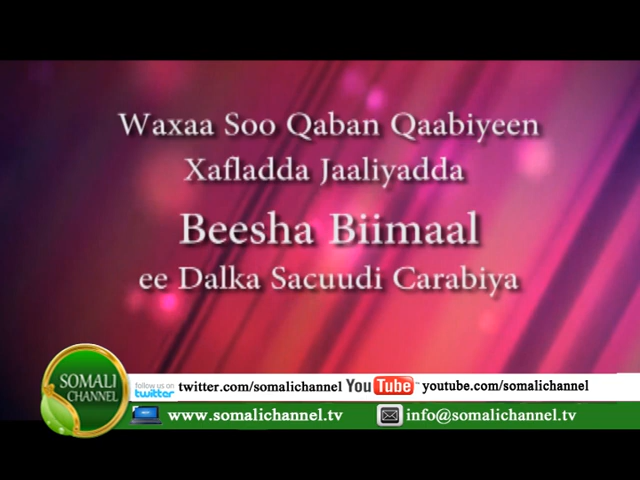 Waxaa Soo Qaban Qaabiyeen
Xafladda Jaaliyadda
Beesha Biimaal
ee Dalka Sacuudi Carabiya
SOMALI
CHANNEL
follow us on
twitter
twitter.com/somalichannel
YouTube
youtube.com/somalichannel
www.somalichannel.tv
info@somalichannel.tv